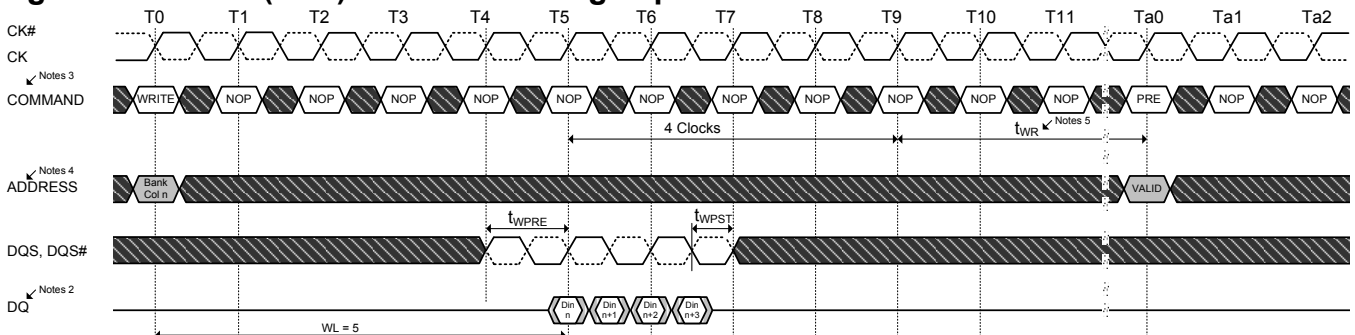 T0 T1 T2 T3 T4 T5 T6 T7 T8 T9 T10 T11 Ta0 Ta1 Ta2
CK#
CK
Notes 3
COMMAND WRITE NOP NOP NOP NOP NOP NOP NOP NOP NOP NOP NOP PRE NOP NOP
4 Clocks tWR Notes 5
Notes 4
ADDRESS Bank Col n VALID
tWPRE tWPST
DQS, DQS#
Notes 2
DQ Din n Din n+1 Din n+2 Din n+3
WL = 5